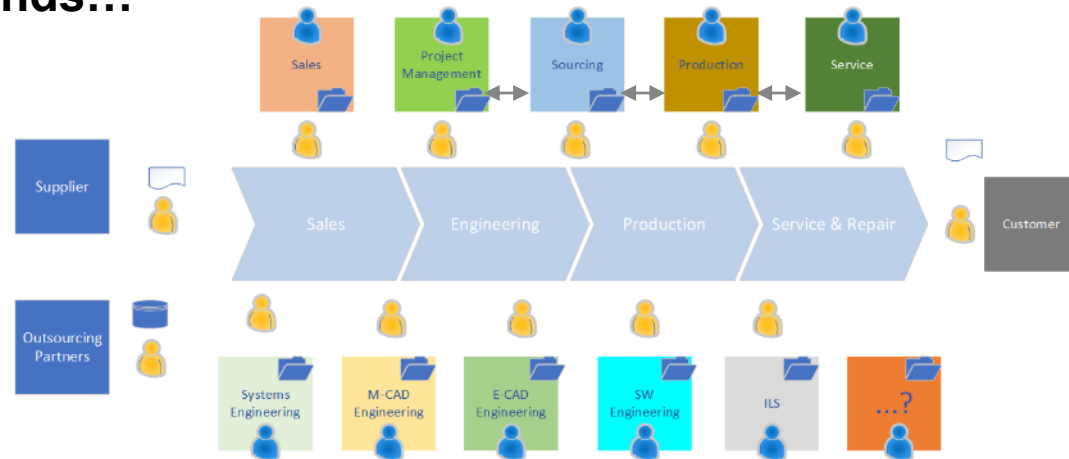 Sales
Project
Management
Sourcing
Production
Service
Supplier
Sales
Engineering
Production
Service & Repair
Customer
Outsourcing
Partners
Systems
Engineering
M-CAD
Engineering
E-CAD
Engineering
SW
Engineering
ILS
...?